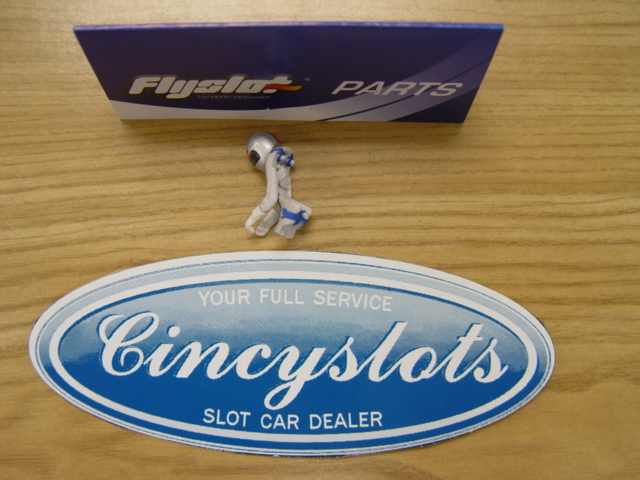 Flyslot® PARTS
YOUR FULL SERVICE
Cincyslots
SLOT CAR DEALER